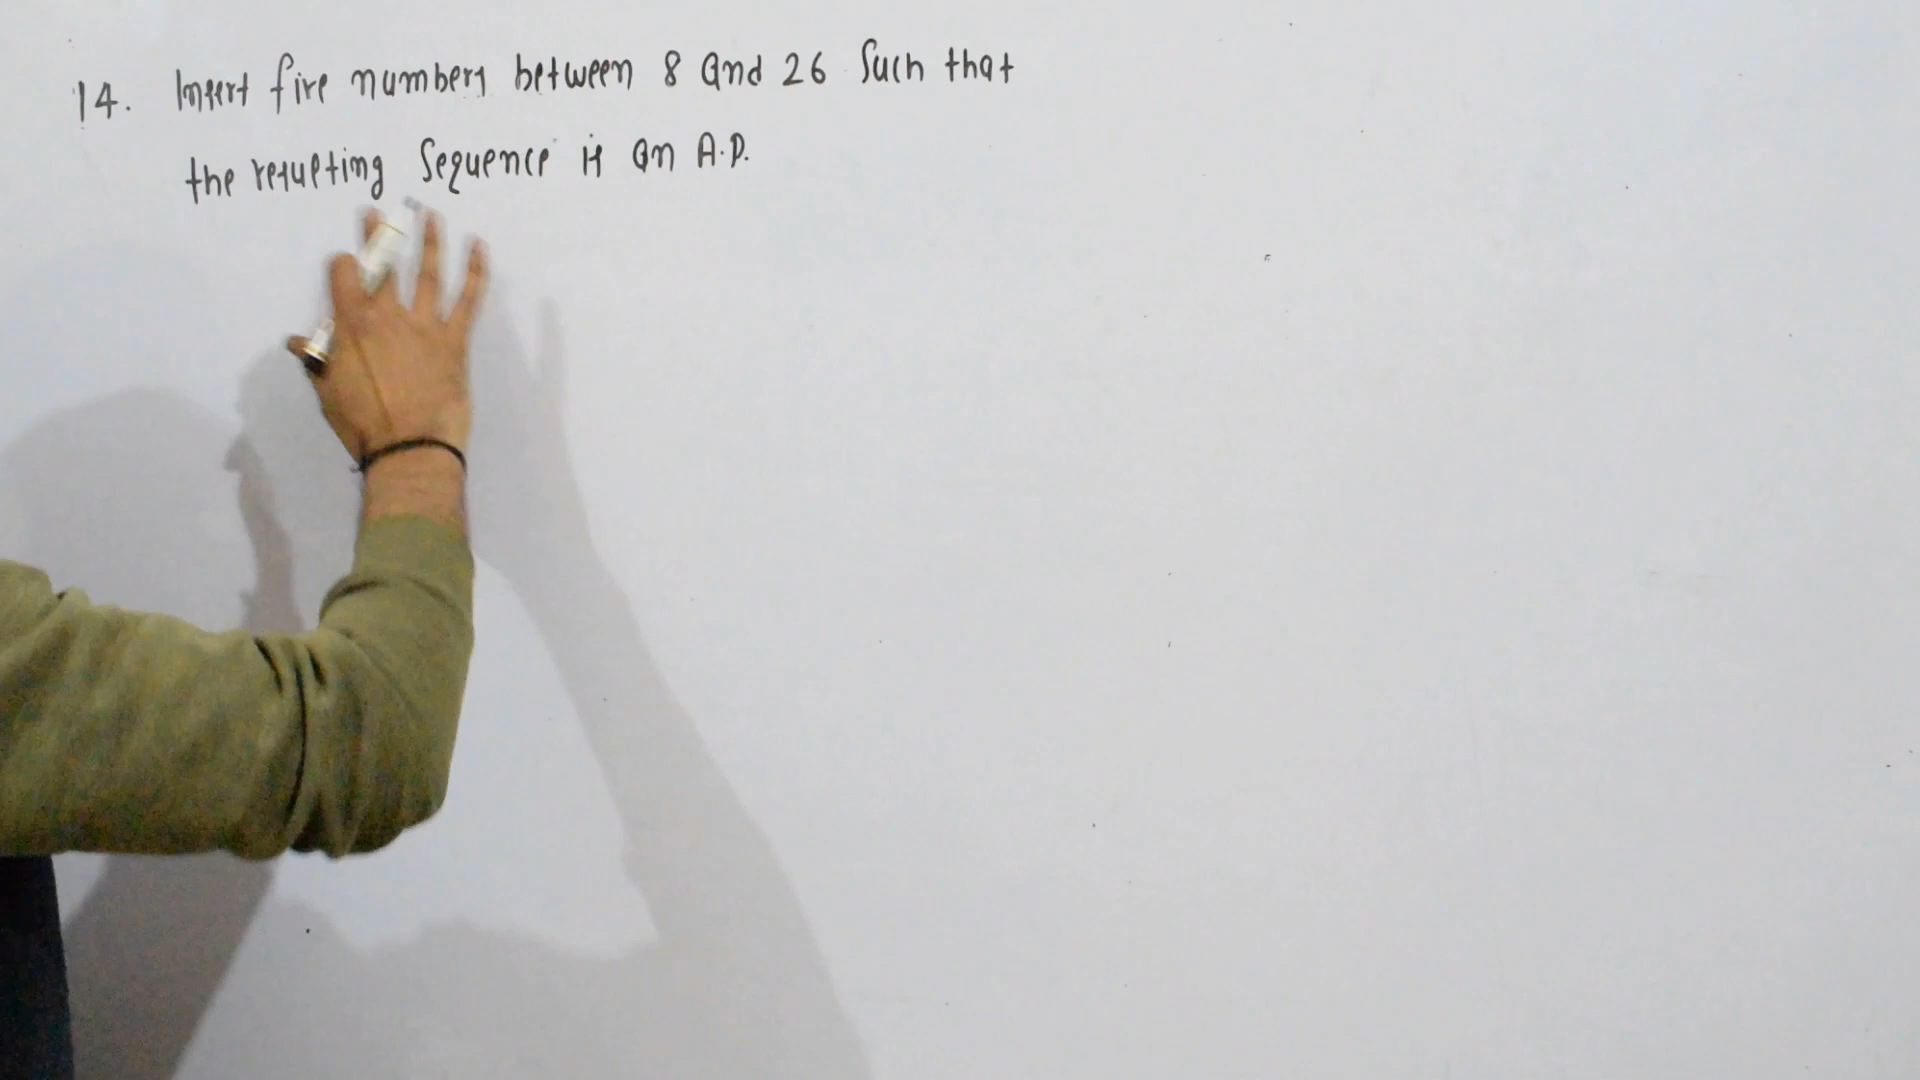 14. Insert five numbers between 8 and 26 Such that
the resulting Sequence is an A.P.